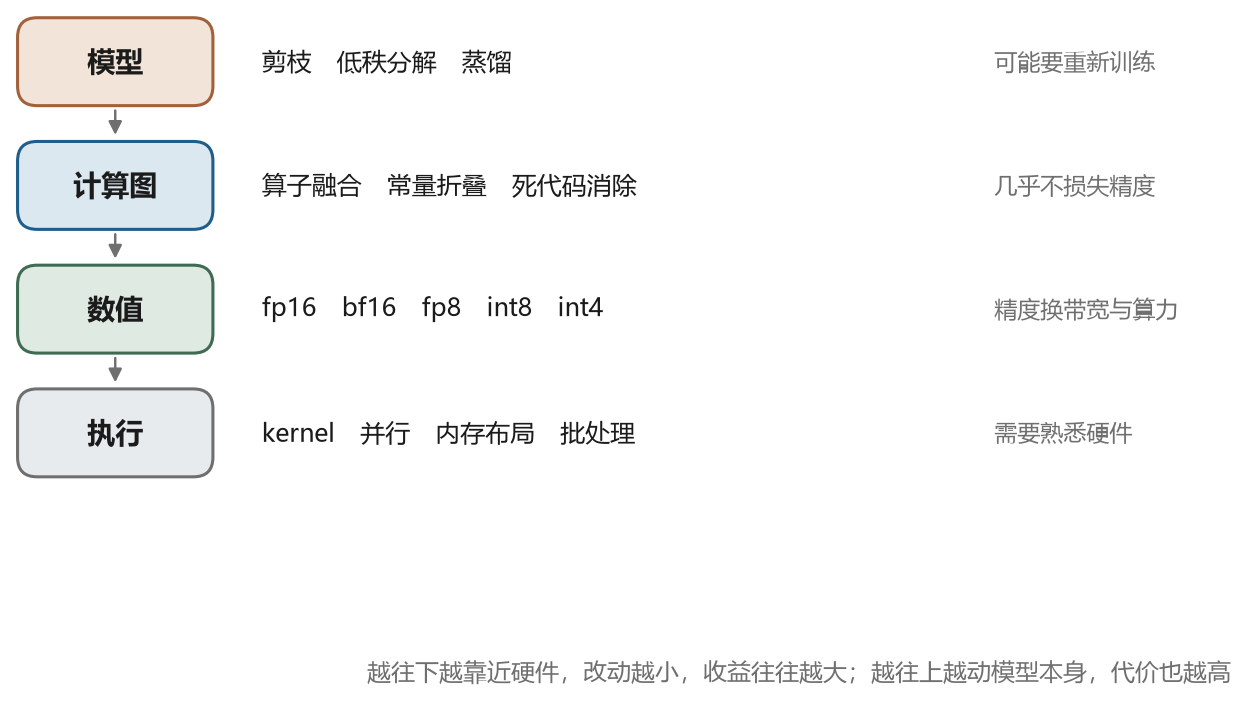 模型 剪枝 低秩分解 蒸馏 可能要重新训练
计算图 算子融合 常量折叠 死代码消除 几乎不损失精度
数值 fp16 bf16 fp8 int8 int4 精度换带宽与算力
执行 kernel 并行 内存布局 批处理 需要熟悉硬件
越往下越靠近硬件，改动越小，收益往往越大；越往上越动模型本身，代价也越高